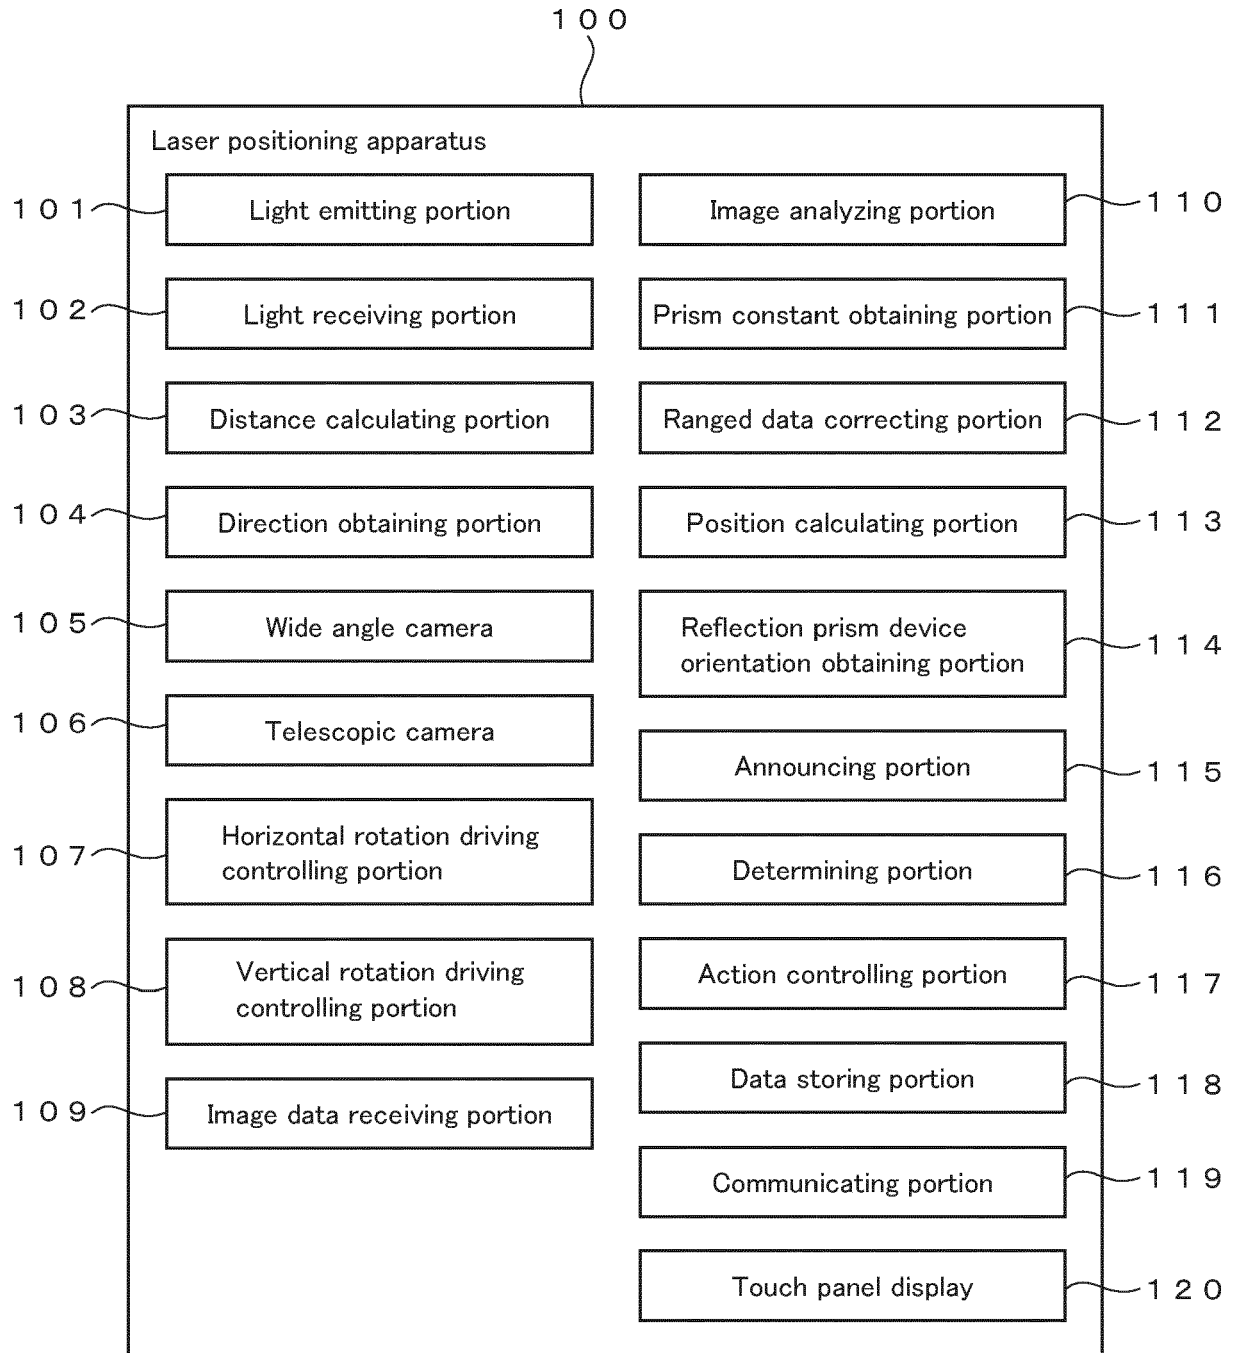 100
Laser positioning apparatus
101
Light emitting portion
102
Light receiving portion
103
Distance calculating portion
104
Direction obtaining portion
105
Wide angle camera
106
Telescopic camera
107
Horizontal rotation driving
controlling portion
108
Vertical rotation driving
controlling portion
109
Image data receiving portion
Image analyzing portion
110
Prism constant obtaining portion
111
Ranged data correcting portion
112
Position calculating portion
113
Reflection prism device
orientation obtaining portion
114
Announcing portion
115
Determining portion
116
Action controlling portion
117
Data storing portion
118
Communicating portion
119
Touch panel display
120